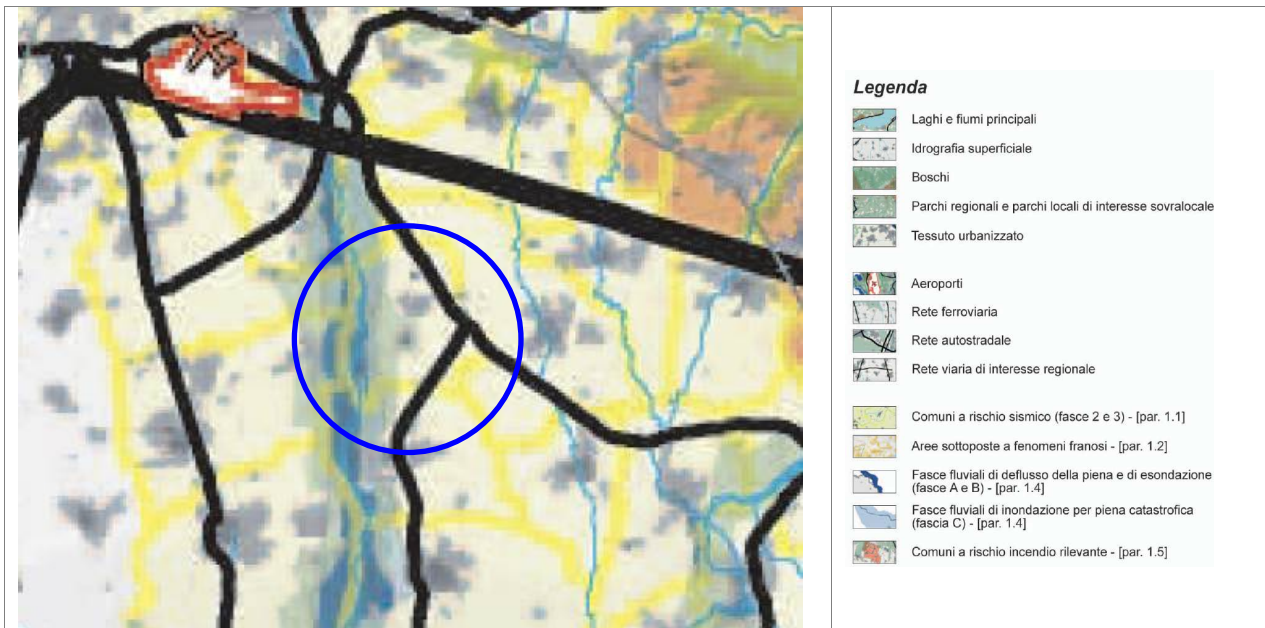 Legenda
Laghi e fiumi principali
Idrografia superficiale
Boschi
Parchi regionali e parchi locali di interesse sovralocale
Tessuto urbanizzato
Aeroporti
Rete ferroviaria
Rete autostradale
Rete viaria di interesse regionale
Comuni a rischio sismico (fasce 2 e 3) - [par. 1.1]
Aree sottoposte a fenomeni franosi - [par. 1.2]
Fasce fluviali di deflusso della piena e di esondazione
(fasce A e B) - [par. 1.4]
Fasce fluviali di inondazione per piena catastrofica
(fascia C) - [par. 1.4]
Comuni a rischio incendio rilevante - [par. 1.5]